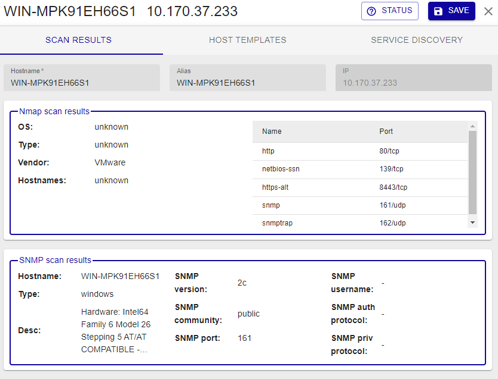 WIN-MPK91EH66S1 10.170.37.233
STATUS
SAVE
SCAN RESULTS
HOST TEMPLATES
SERVICE DISCOVERY
Hostname *
WIN-MPK91EH66S1
Alias
WIN-MPK91EH66S1
IP
10.170.37.233
Nmap scan results
OS: unknown
Type: unknown
Vendor: VMware
Hostnames: unknown
Name Port
http 80/tcp
netbios-ssn 139/tcp
https-alt 8443/tcp
snmp 161/udp
snmptrap 162/udp
SNMP scan results
Hostname: WIN-MPK91EH66S1
Type: windows
Desc: Hardware: Intel64
Family 6 Model 26
Stepping 5 AT/AT
COMPATIBLE -...
SNMP
version: 2c
SNMP
community: public
SNMP port: 161
SNMP
username: -
SNMP auth
protocol: -
SNMP priv
protocol: -